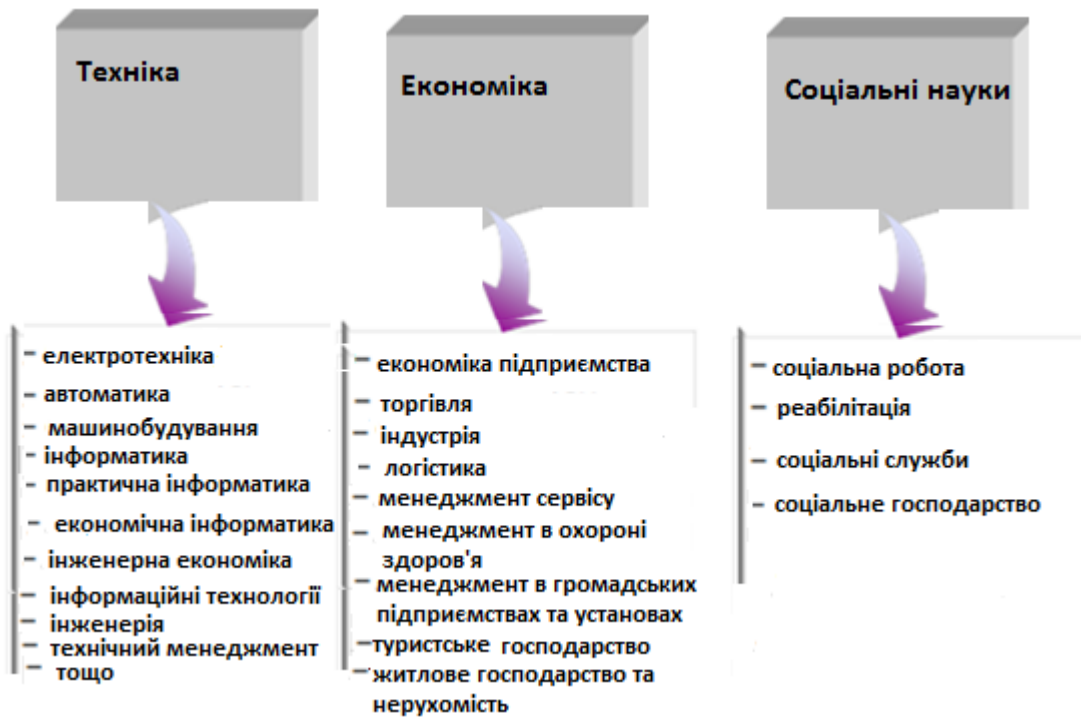 Техніка
- електротехніка
- автоматика
- машинобудування
- інформатика
- практична інформатика
- економічна інформатика
- інженерна економіка
- інформаційні технології
- інженерія
- технічний менеджмент
- тощо
Економіка
- економіка підприємства
- торгівля
- індустрія
- логістика
- менеджмент сервісу
- менеджмент в охороні
здоров'я
- менеджмент в громадських
підприємствах та установах
- туристське господарство
- житлове господарство та
нерухомість
Соціальні науки
- соціальна робота
- реабілітація
- соціальні служби
- соціальне господарство